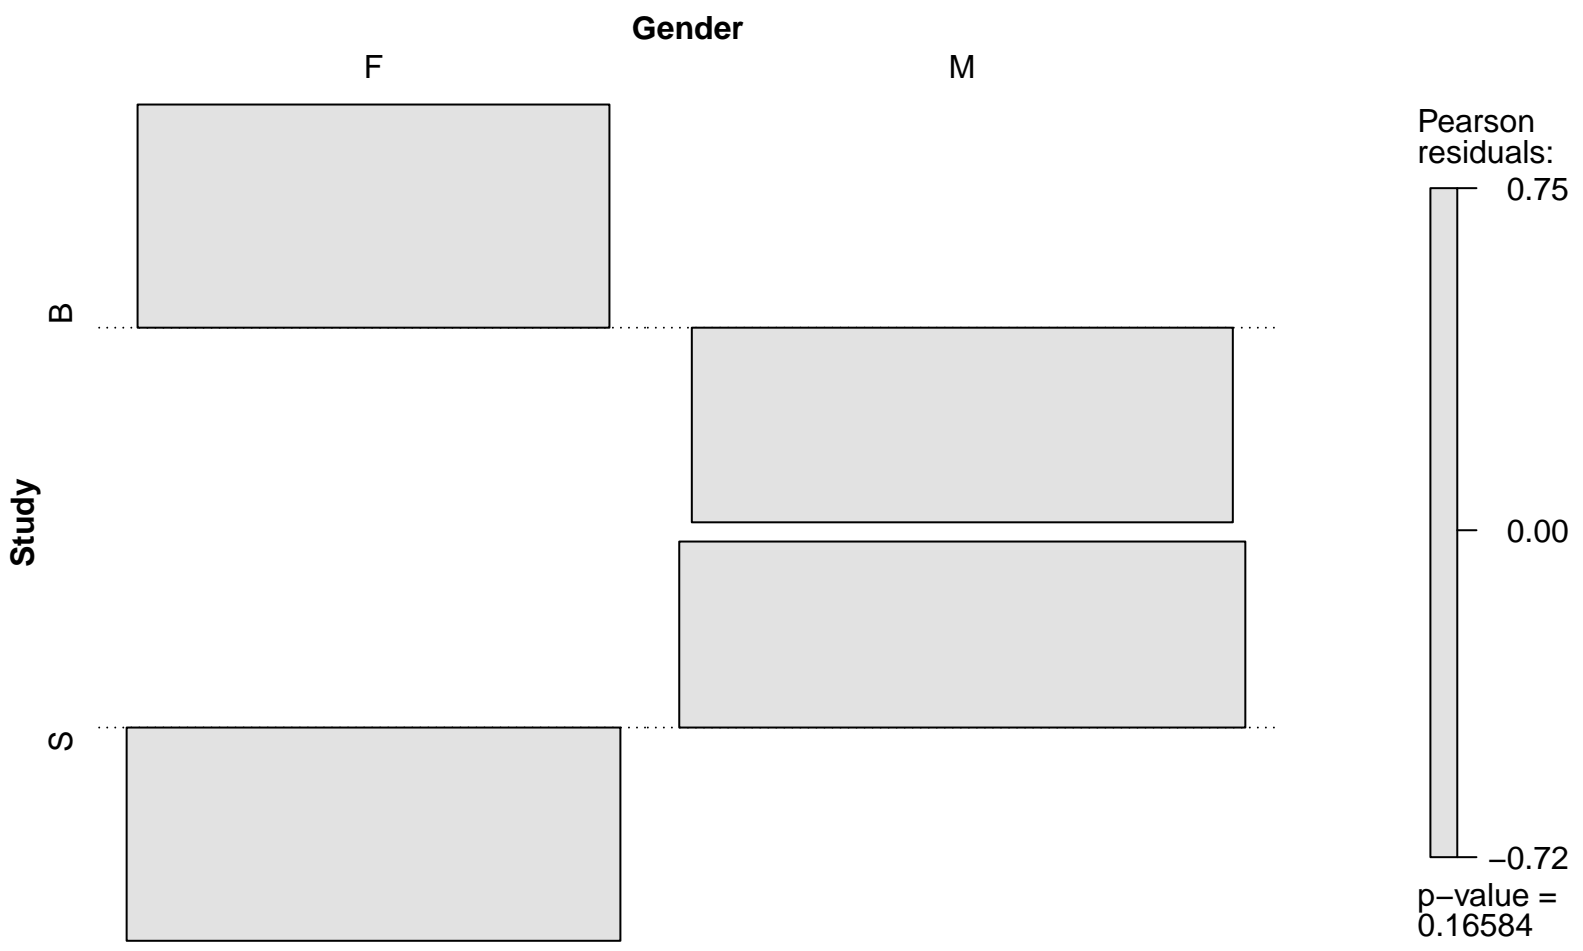 Gender
F
M
Pearson
residuals:
0.75
0.00
−0.72
p−value =
0.16584
Study
B
S